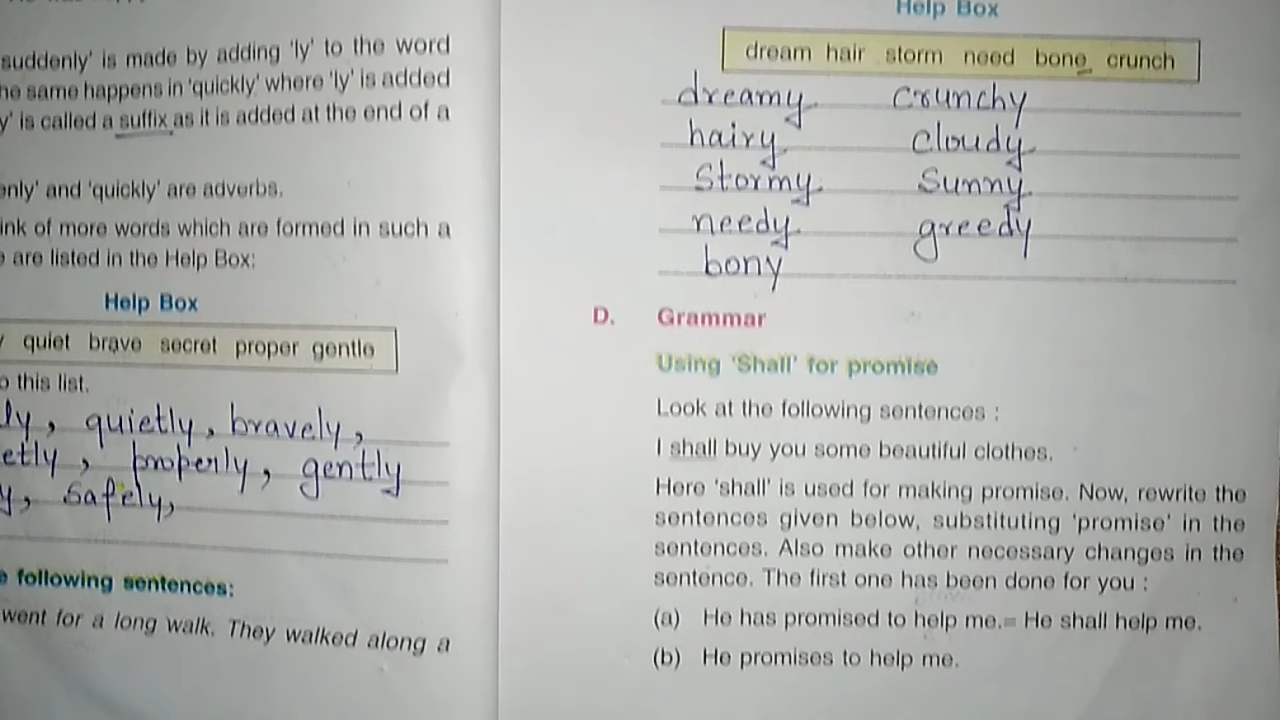 suddenly' is made by adding 'ly' to the word
he same happens in 'quickly' where 'ly' is added
y' is called a suffix as it is added at the end of a
enly' and 'quickly' are adverbs.
ink of more words which are formed in such a
e are listed in the Help Box:
Help Box
quiet brave secret proper gentle
o this list.
ly, quietly, bravely,
etly, properly, gently
y, safely,
e following sentences:
went for a long walk. They walked along a
Help Box
dream hair storm need bone crunch
dreamy crunchy
hairy cloudy
stormy sunny
needy greedy
bony
D. Grammar
Using 'Shall' for promise
Look at the following sentences :
I shall buy you some beautiful clothes.
Here 'shall' is used for making promise. Now, rewrite the
sentences given below, substituting 'promise' in the
sentences. Also make other necessary changes in the
sentence. The first one has been done for you :
(a) He has promised to help me.= He shall help me.
(b) He promises to help me.